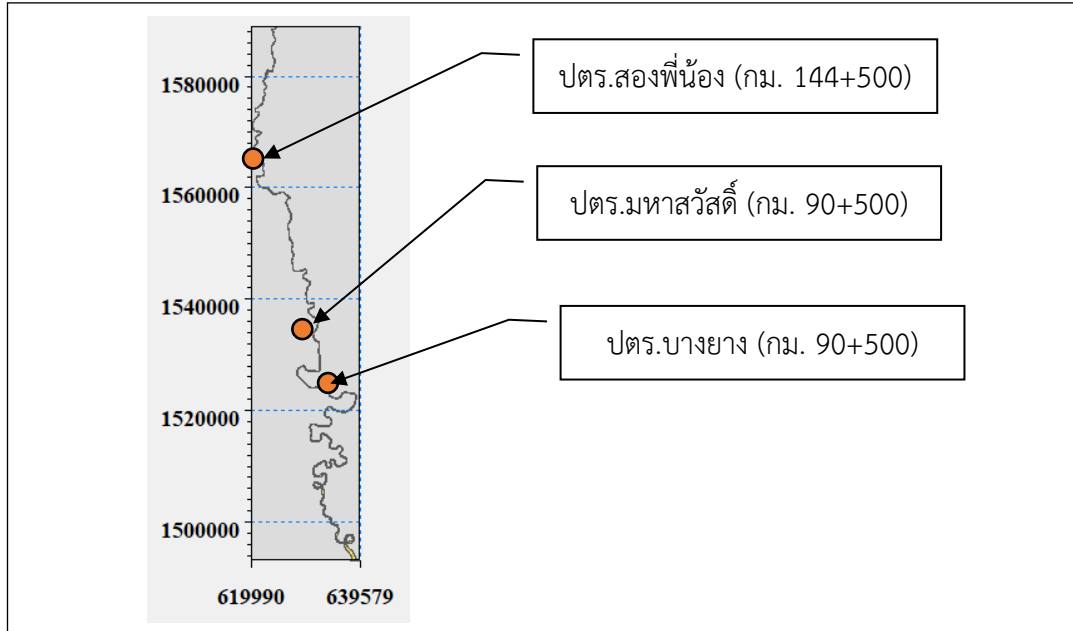 1580000
1560000
1540000
1520000
1500000
619990 639579
ปตร.สองพี่น้อง (กม. 144+500)
ปตร.มหาสวัสดิ์ (กม. 90+500)
ปตร.บางยาง (กม. 90+500)